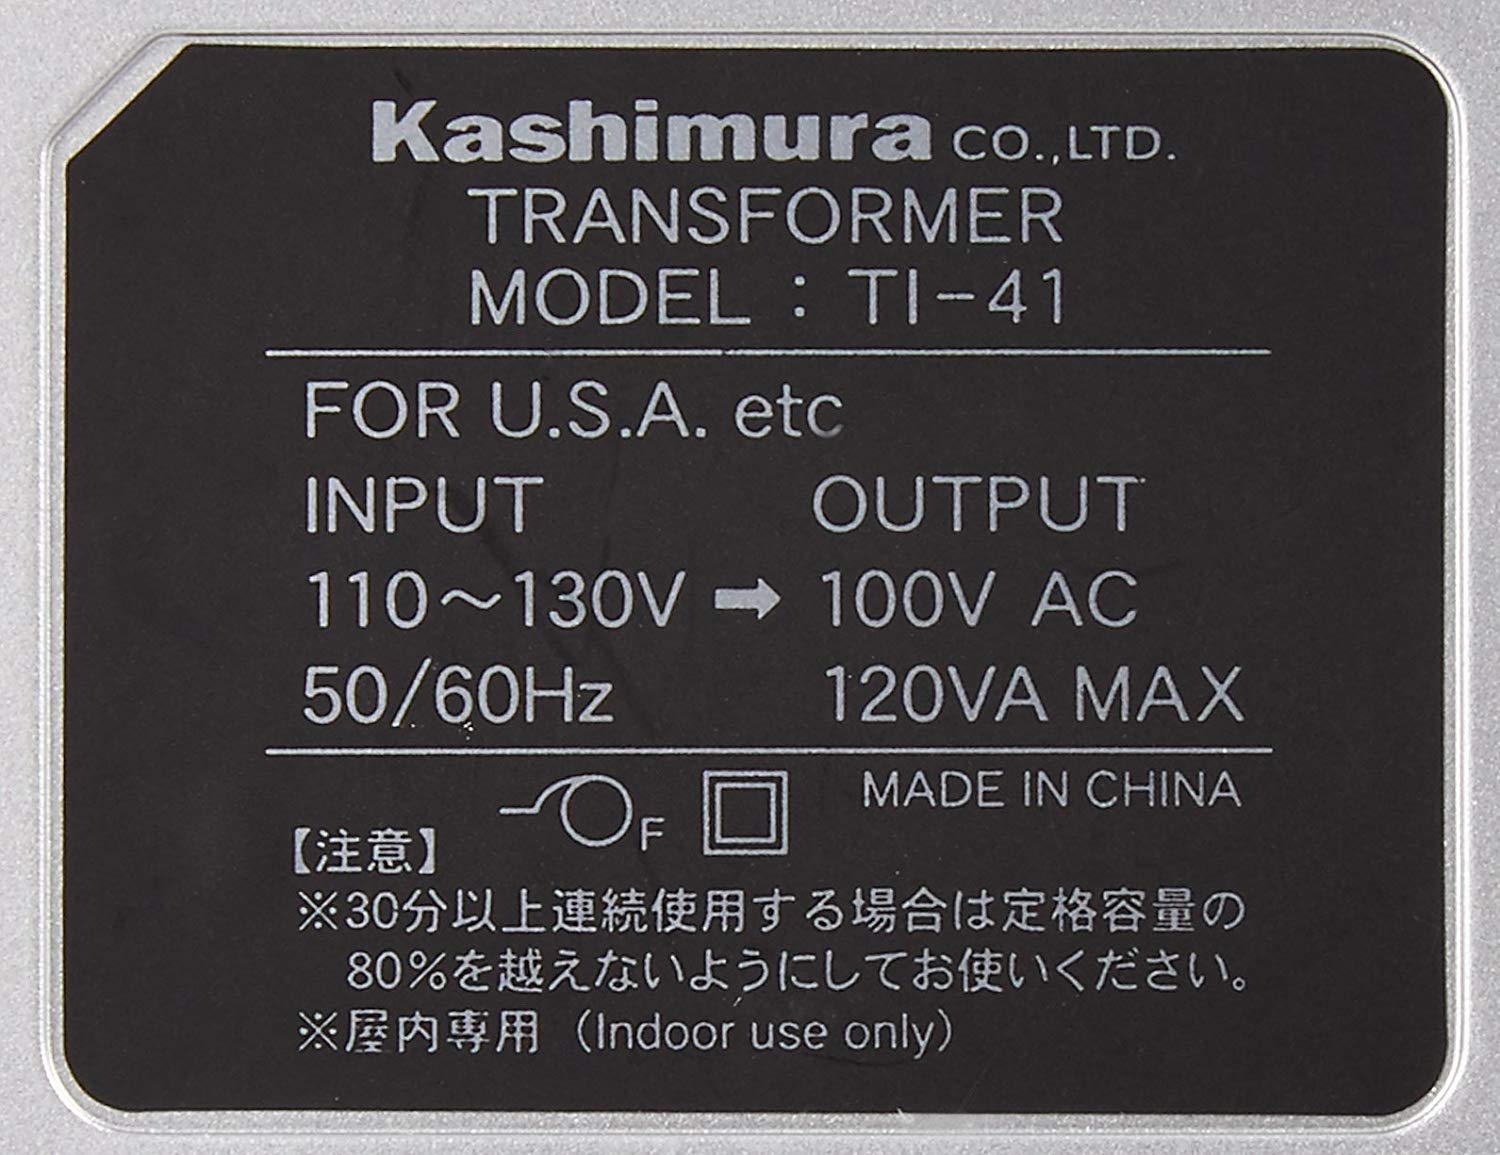 Kashimura CO.,LTD.
TRANSFORMER
MODEL : TI-41
FOR U.S.A. etc
INPUT OUTPUT
110～130V ➡ 100V AC
50/60Hz 120VA MAX
F MADE IN CHINA
【注意】
※30分以上連続使用する場合は定格容量の
80%を越えないようにしてお使いください。
※屋内専用（Indoor use only）